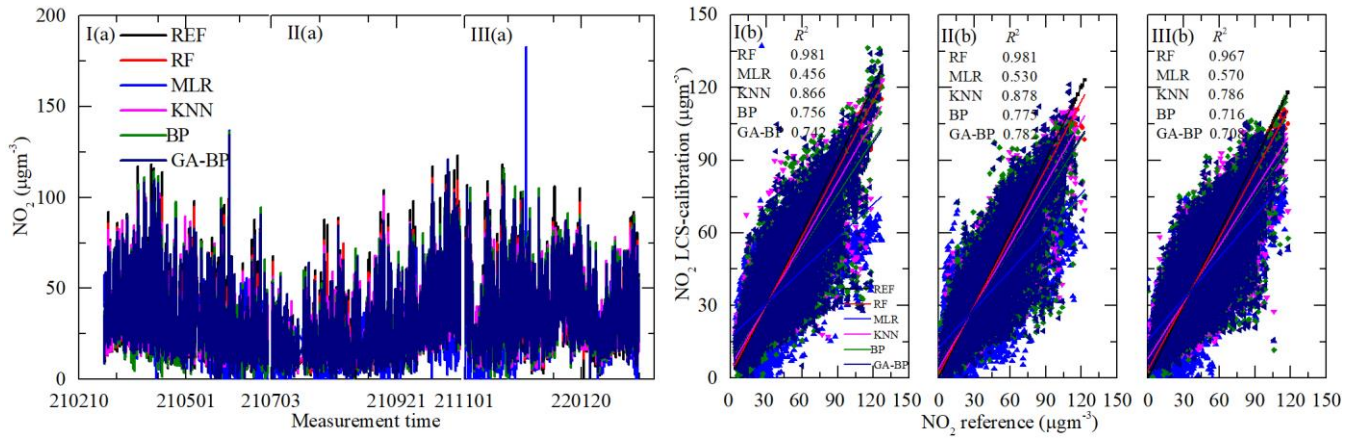 I(a)
II(a)
III(a)
REF
RF
MLR
KNN
BP
GA-BP
NO₂ (µgm⁻³)
200
150
100
50
0
210210
210501
210703
210921
211101
220120
Measurement time
NO₂ LCS-calibration (µgm⁻³)
150
120
90
60
30
0
I(b) R²
RF 0.981
MLR 0.456
KNN 0.866
BP 0.756
GA-BP 0.742
REF
RF
MLR
KNN
BP
GA-BP
II(b) R²
RF 0.981
MLR 0.530
KNN 0.878
BP 0.775
GA-BP
III(b) R²
RF 0.967
MLR 0.570
KNN 0.786
BP 0.716
GA-BP 0.708
0 30 60 90 120 150
0 30 60 90 120 150
0 30 60 90 120 150
NO₂ reference (µgm⁻³)